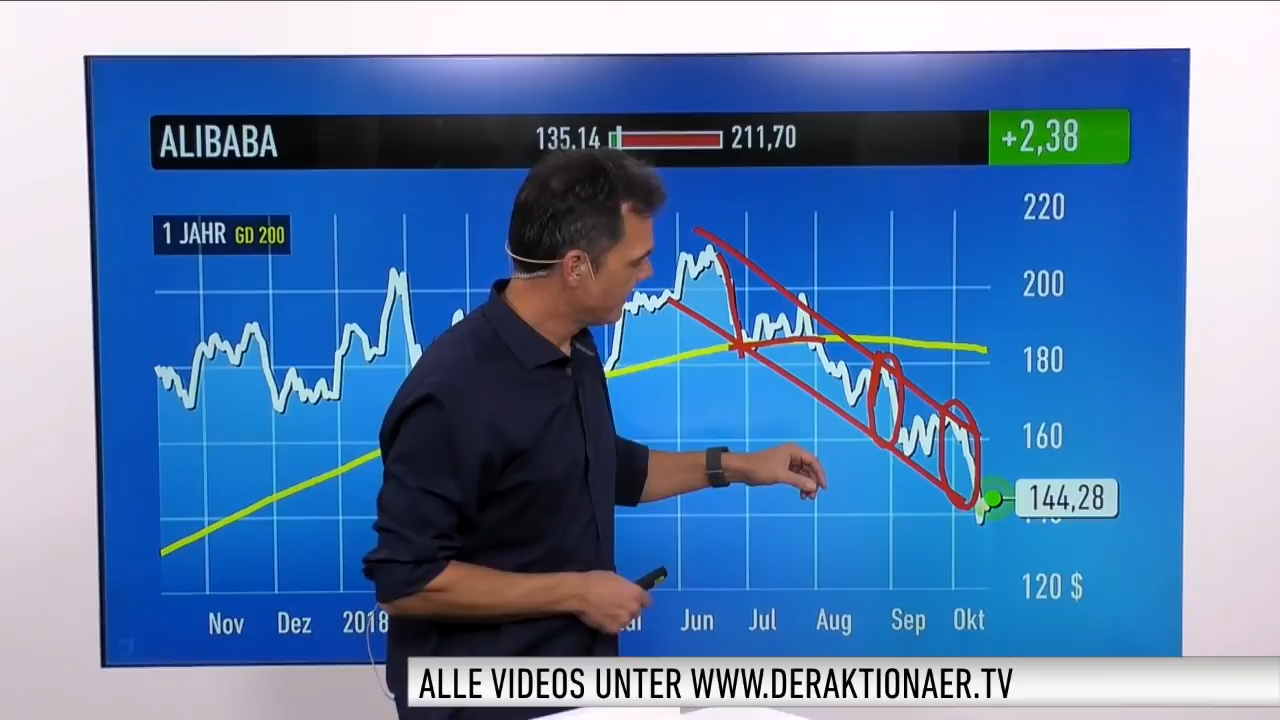 ALIBABA 135,14 211,70 +2,38
1 JAHR GD 200
220
200
180
160
144,28
120 $
Nov Dez 2018 Jun Jul Aug Sep Okt
ALLE VIDEOS UNTER WWW.DERAKTIONAER.TV